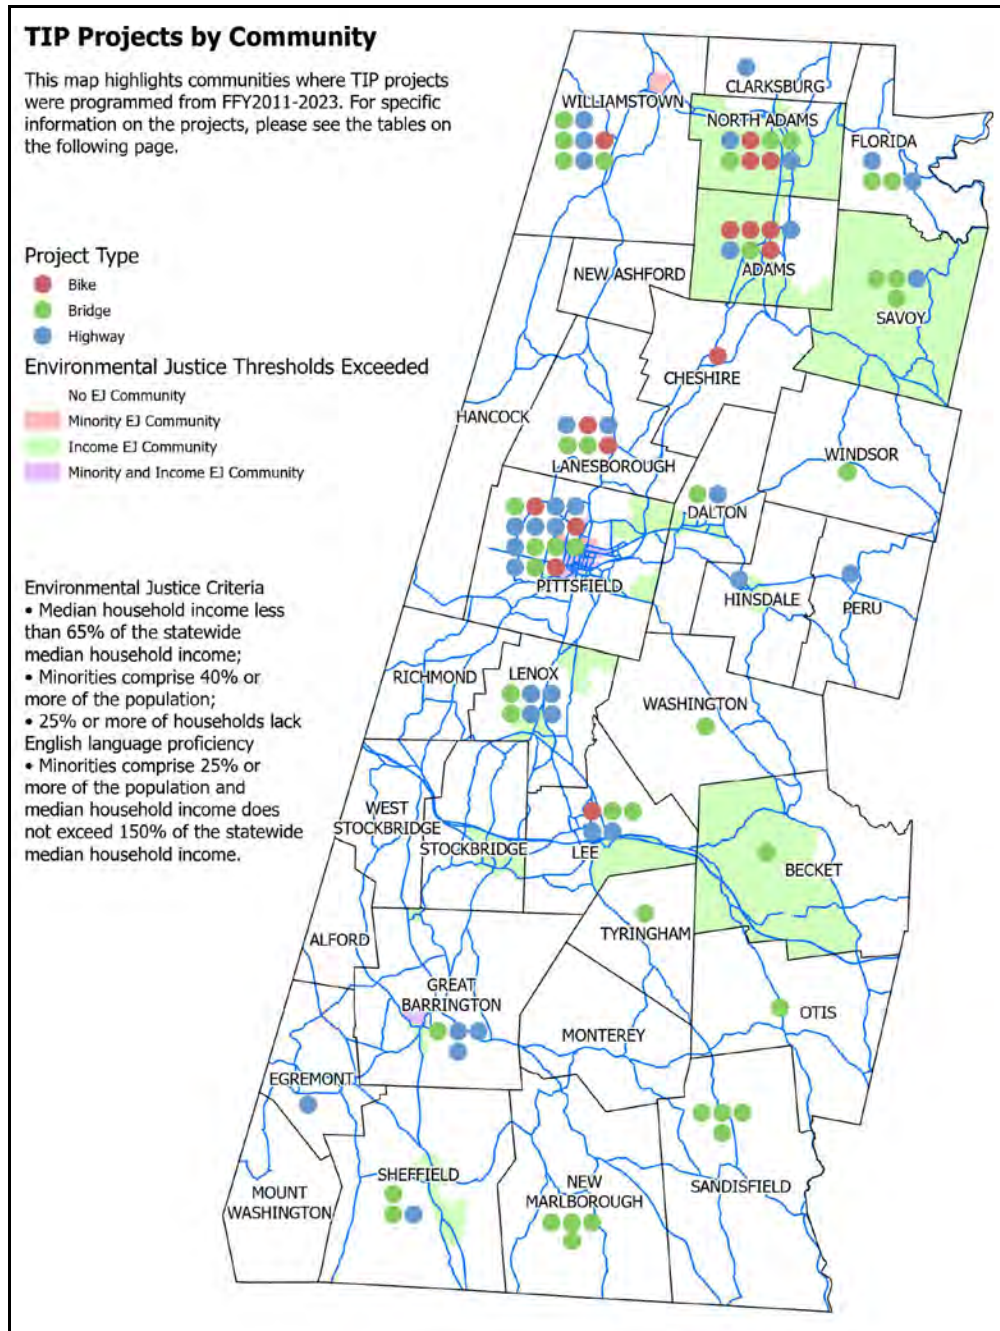 TIP Projects by Community
This map highlights communities where TIP projects
were programmed from FFY2011-2023. For specific
information on the projects, please see the tables on
the following page.
Project Type
Bike
Bridge
Highway
Environmental Justice Thresholds Exceeded
No EJ Community
Minority EJ Community
Income EJ Community
Minority and Income EJ Community
Environmental Justice Criteria
• Median household income less
than 65% of the statewide
median household income;
• Minorities comprise 40% or
more of the population;
• 25% or more of households lack
English language proficiency
• Minorities comprise 25% or
more of the population and
median household income does
not exceed 150% of the statewide
median household income.
CLARKSBURG
WILLIAMSTOWN
NORTH ADAMS
FLORIDA
NEW ASHFORD
ADAMS
SAVOY
CHESHIRE
HANCOCK
LANESBOROUGH
WINDSOR
DALTON
PITTSFIELD
HINSDALE
PERU
RICHMOND
LENOX
WASHINGTON
WEST
STOCKBRIDGE
STOCKBRIDGE
LEE
BECKET
TYRINGHAM
ALFORD
GREAT
BARRINGTON
MONTEREY
OTIS
EGREMONT
SHEFFIELD
MOUNT
WASHINGTON
NEW
MARLBOROUGH
SANDISFIELD